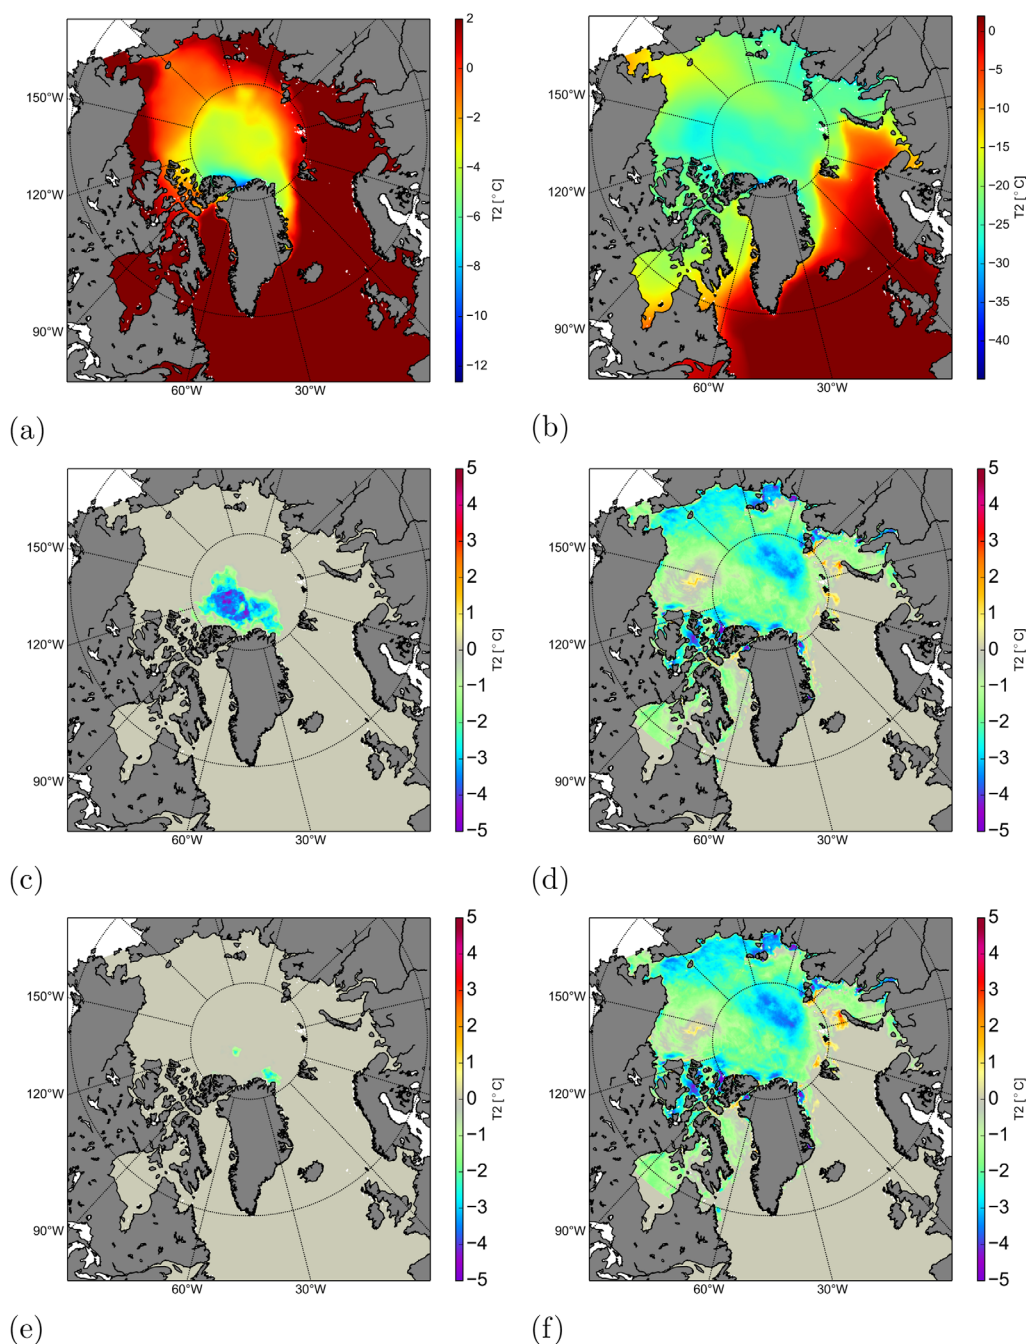 2
0
−2
−4
−6
−8
−10
−12
T2 [°C]
150°W
120°W
90°W
60°W
30°W
(a)
0
−5
−10
−15
−20
−25
−30
−35
−40
T2 [°C]
150°W
120°W
90°W
60°W
30°W
(b)
5
4
3
2
1
0
−1
−2
−3
−4
−5
T2 [°C]
150°W
120°W
90°W
60°W
30°W
(c)
5
4
3
2
1
0
−1
−2
−3
−4
−5
T2 [°C]
150°W
120°W
90°W
60°W
30°W
(d)
5
4
3
2
1
0
−1
−2
−3
−4
−5
T2 [°C]
150°W
120°W
90°W
60°W
30°W
(e)
5
4
3
2
1
0
−1
−2
−3
−4
−5
T2 [°C]
150°W
120°W
90°W
60°W
30°W
(f)